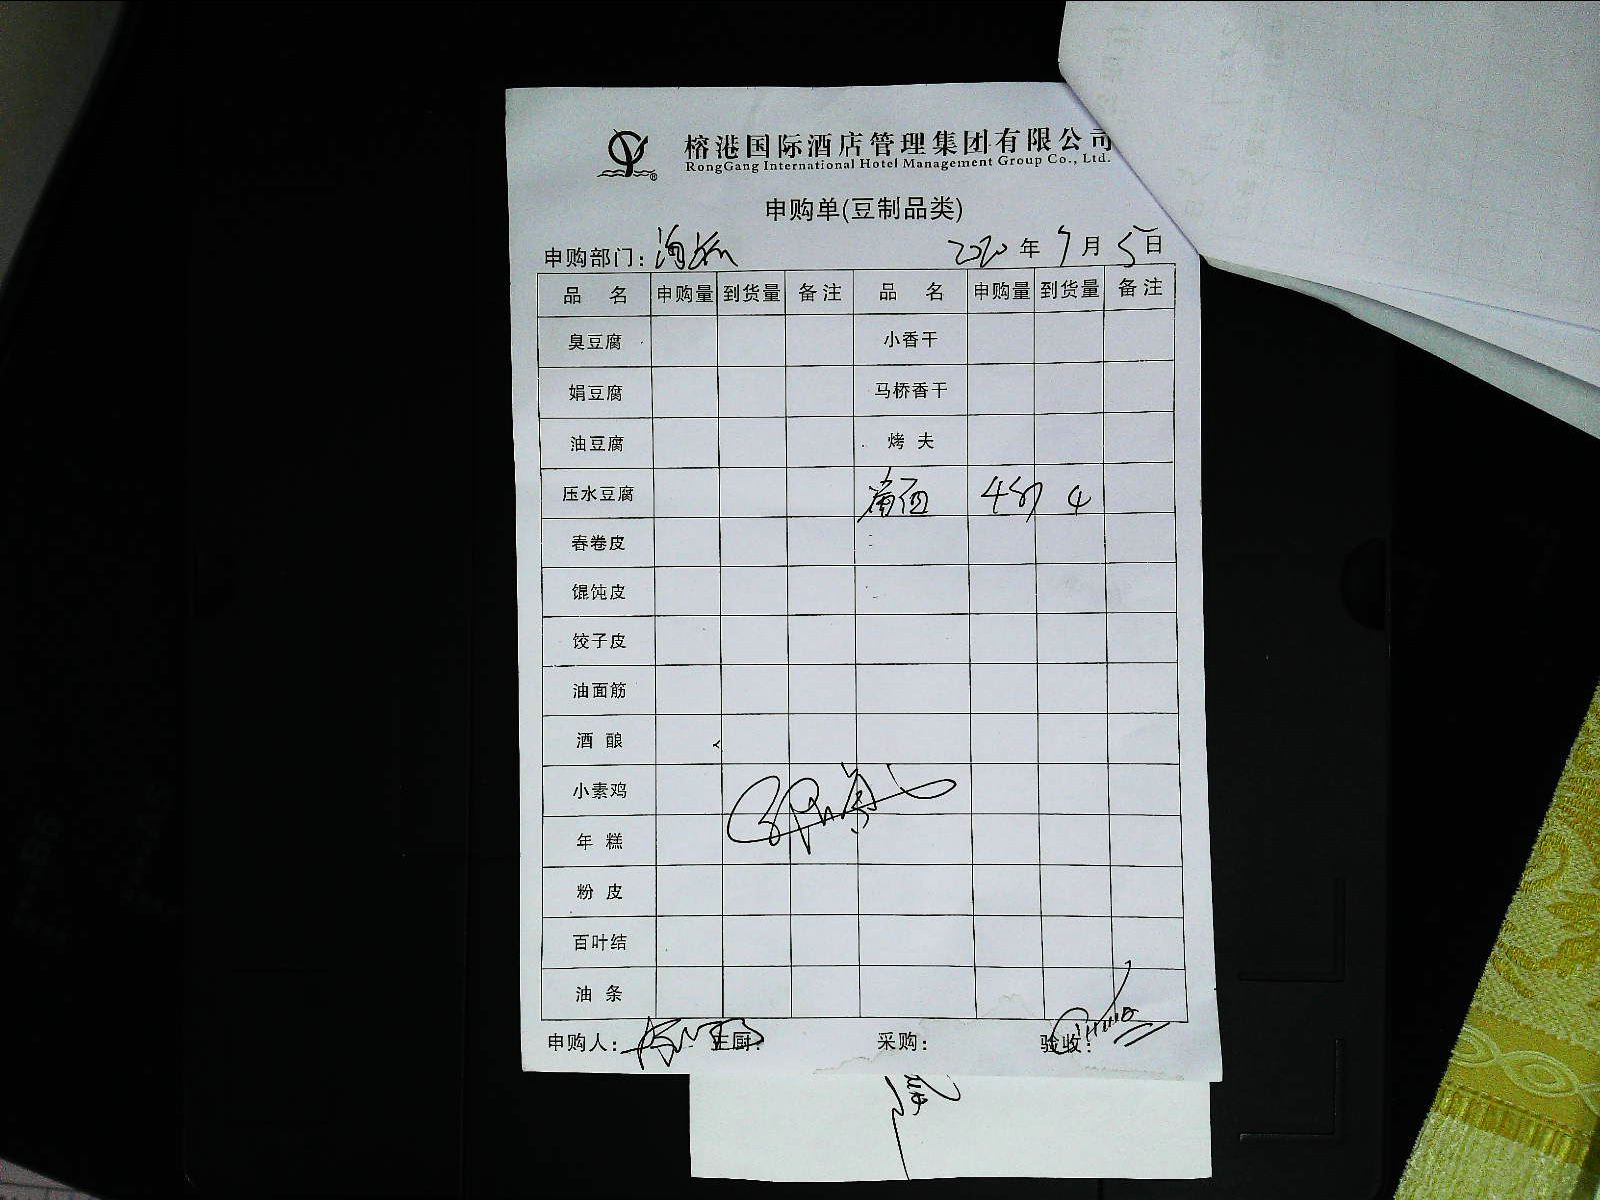 榕港国际酒店管理集团有限公司
RongGang International Hotel Management Group Co., Ltd.
申购单(豆制品类)
申购部门: 2020年9月5日
品名 申购量 到货量 备注 品名 申购量 到货量 备注
臭豆腐 小香干
娟豆腐 马桥香干
油豆腐 烤夫
压水豆腐 4 4
春卷皮
馄饨皮
饺子皮
油面筋
酒酿
小素鸡
年糕
粉皮
百叶结
油条
申购人: 主厨: 采购: 验收: